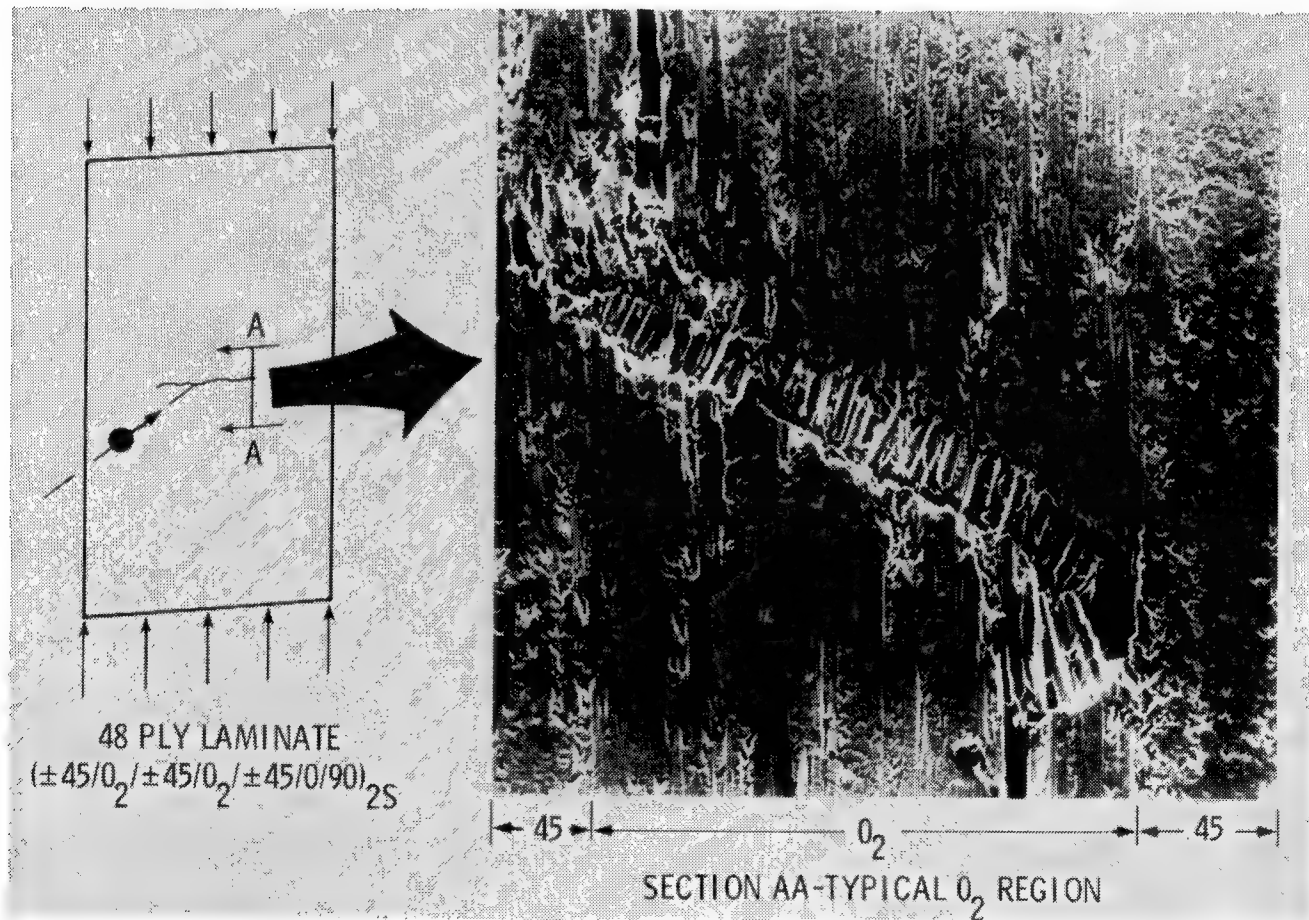 A
A
48 PLY LAMINATE
(±45/0₂/±45/0₂/±45/0/90)₂S
45
0₂
45
SECTION AA-TYPICAL 0₂ REGION